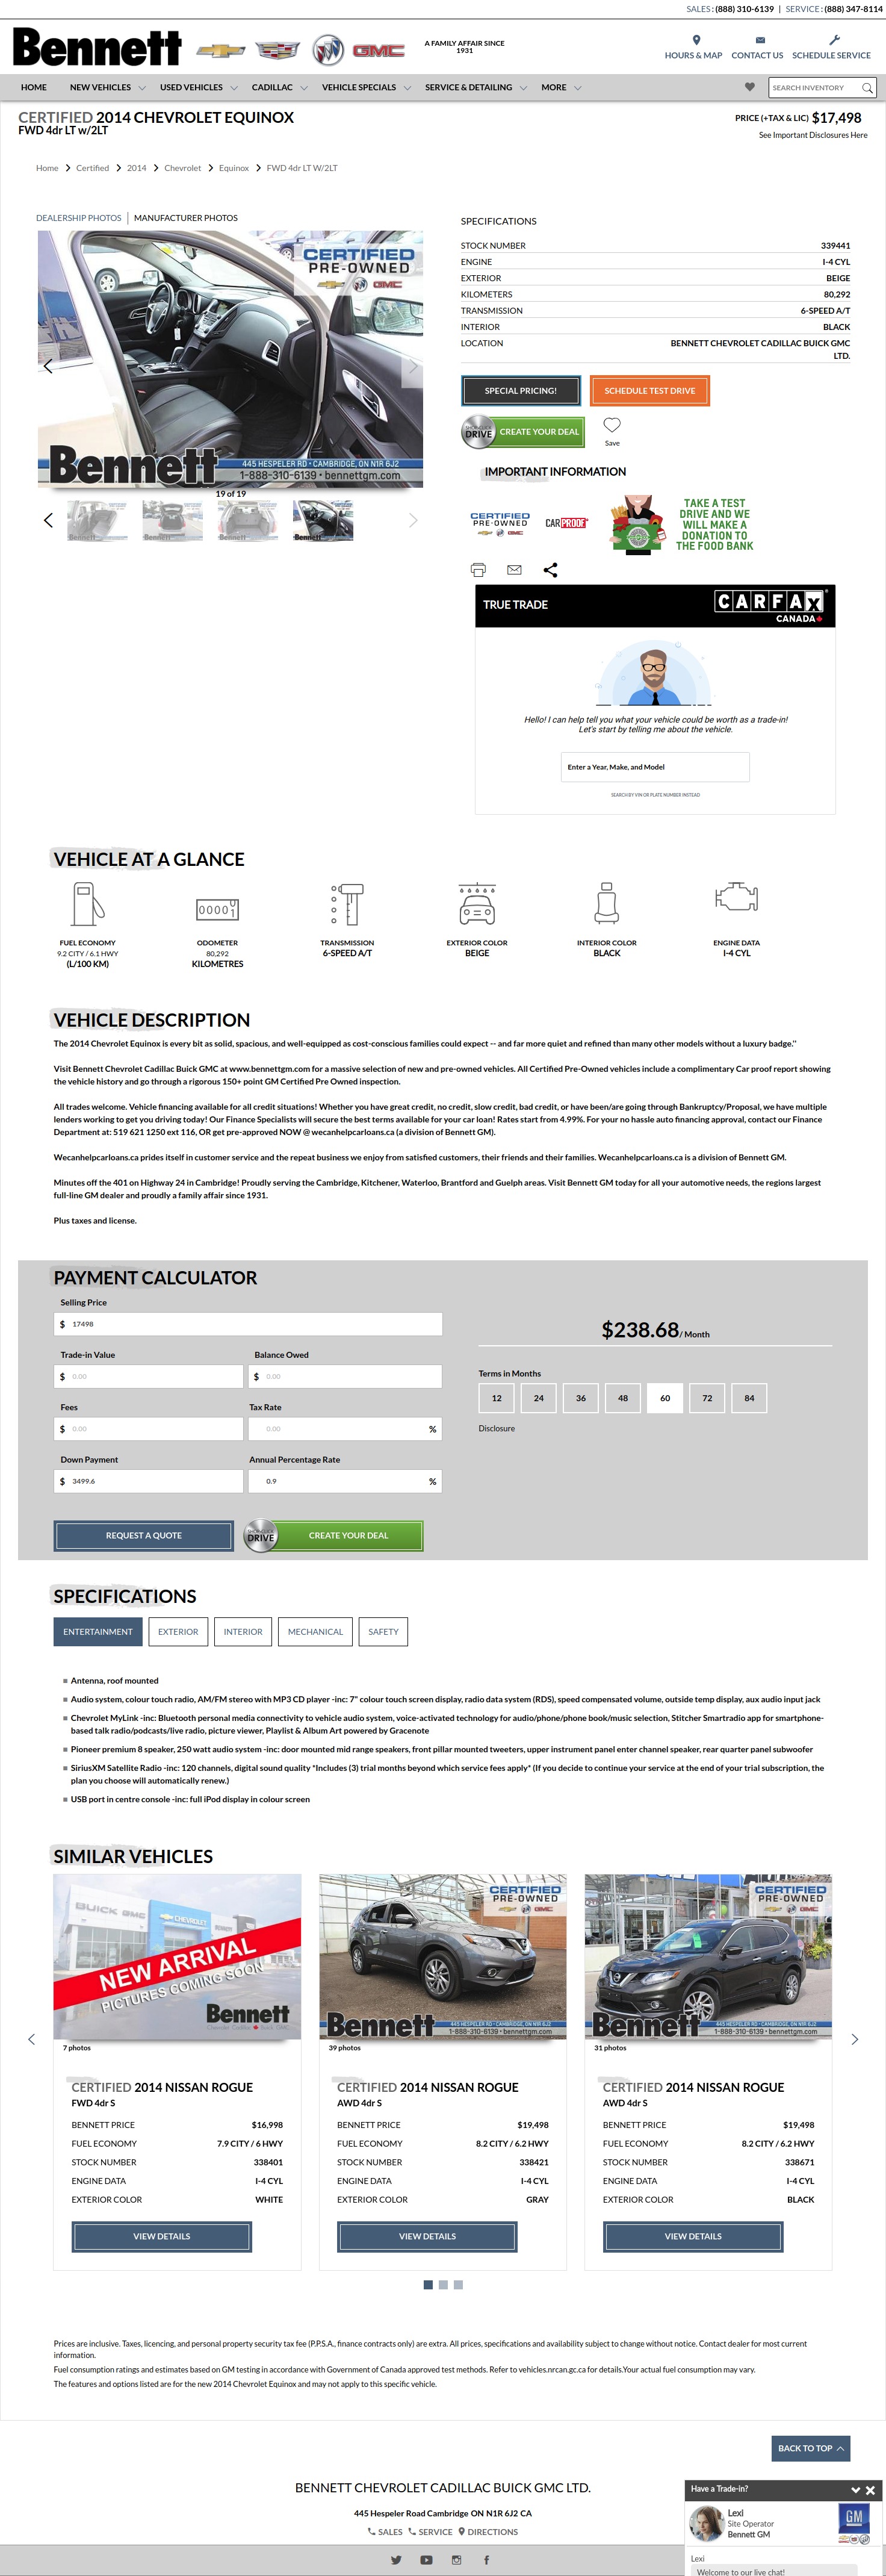 SALES: (888) 310-6139 | SERVICE: (888) 347-8114
Bennett
GMC
A FAMILY AFFAIR SINCE
1931
HOURS & MAP
CONTACT US
SCHEDULE SERVICE
HOME
NEW VEHICLES
USED VEHICLES
CADILLAC
VEHICLE SPECIALS
SERVICE & DETAILING
MORE
SEARCH INVENTORY
CERTIFIED 2014 CHEVROLET EQUINOX
FWD 4dr LT w/2LT
PRICE (+TAX & LIC) $17,498
See Important Disclosures Here
Home > Certified > 2014 > Chevrolet > Equinox > FWD 4dr LT W/2LT
DEALERSHIP PHOTOS | MANUFACTURER PHOTOS
CERTIFIED
PRE-OWNED
GMC
Bennett
445 HESPELER RD • CAMBRIDGE, ON N1R 6J2
1-888-310-6139 • bennettgm.com
19 of 19
SPECIFICATIONS
STOCK NUMBER 339441
ENGINE I-4 CYL
EXTERIOR BEIGE
KILOMETERS 80,292
TRANSMISSION 6-SPEED A/T
INTERIOR BLACK
LOCATION BENNETT CHEVROLET CADILLAC BUICK GMC
LTD.
SPECIAL PRICING!
SCHEDULE TEST DRIVE
DRIVE
CREATE YOUR DEAL
Save
IMPORTANT INFORMATION
CERTIFIED
PRE-OWNED
CARPROOF
TAKE A TEST
DRIVE AND WE
WILL MAKE A
DONATION TO
THE FOOD BANK
TRUE TRADE
CARFAX
CANADA
Hello! I can help tell you what your vehicle could be worth as a trade-in!
Let's start by telling me about the vehicle.
Enter a Year, Make, and Model
SEARCH BY VIN OR PLATE NUMBER INSTEAD
VEHICLE AT A GLANCE
FUEL ECONOMY
9.2 CITY / 6.1 HWY
(L/100 KM)
ODOMETER
80,292
KILOMETRES
TRANSMISSION
6-SPEED A/T
EXTERIOR COLOR
BEIGE
INTERIOR COLOR
BLACK
ENGINE DATA
I-4 CYL
VEHICLE DESCRIPTION
The 2014 Chevrolet Equinox is every bit as solid, spacious, and well-equipped as cost-conscious families could expect -- and far more quiet and refined than many other models without a luxury badge.''
Visit Bennett Chevrolet Cadillac Buick GMC at www.bennettgm.com for a massive selection of new and pre-owned vehicles. All Certified Pre-Owned vehicles include a complimentary Car proof report showing
the vehicle history and go through a rigorous 150+ point GM Certified Pre Owned inspection.
All trades welcome. Vehicle financing available for all credit situations! Whether you have great credit, no credit, slow credit, bad credit, or have been/are going through Bankruptcy/Proposal, we have multiple
lenders working to get you driving today! Our Finance Specialists will secure the best terms available for your car loan! Rates start from 4.99%. For your no hassle auto financing approval, contact our Finance
Department at: 519 621 1250 ext 116, OR get pre-approved NOW @ wecanhelpcarloans.ca (a division of Bennett GM).
Wecanhelpcarloans.ca prides itself in customer service and the repeat business we enjoy from satisfied customers, their friends and their families. Wecanhelpcarloans.ca is a division of Bennett GM.
Minutes off the 401 on Highway 24 in Cambridge! Proudly serving the Cambridge, Kitchener, Waterloo, Brantford and Guelph areas. Visit Bennett GM today for all your automotive needs, the regions largest
full-line GM dealer and proudly a family affair since 1931.
Plus taxes and license.
PAYMENT CALCULATOR
Selling Price
$ 17498
Trade-in Value
Balance Owed
$ 0.00
$ 0.00
Fees
Tax Rate
$ 0.00
0.00 %
Down Payment
Annual Percentage Rate
$ 3499.6
0.9 %
$238.68/ Month
Terms in Months
12 24 36 48 60 72 84
Disclosure
REQUEST A QUOTE
DRIVE
CREATE YOUR DEAL
SPECIFICATIONS
ENTERTAINMENT
EXTERIOR
INTERIOR
MECHANICAL
SAFETY
Antenna, roof mounted
Audio system, colour touch radio, AM/FM stereo with MP3 CD player -inc: 7" colour touch screen display, radio data system (RDS), speed compensated volume, outside temp display, aux audio input jack
Chevrolet MyLink -inc: Bluetooth personal media connectivity to vehicle audio system, voice-activated technology for audio/phone/phone book/music selection, Stitcher Smartradio app for smartphone-
based talk radio/podcasts/live radio, picture viewer, Playlist & Album Art powered by Gracenote
Pioneer premium 8 speaker, 250 watt audio system -inc: door mounted mid range speakers, front pillar mounted tweeters, upper instrument panel enter channel speaker, rear quarter panel subwoofer
SiriusXM Satellite Radio -inc: 120 channels, digital sound quality *Includes (3) trial months beyond which service fees apply* (If you decide to continue your service at the end of your trial subscription, the
plan you choose will automatically renew.)
USB port in centre console -inc: full iPod display in colour screen
SIMILAR VEHICLES
BUICK GMC
CHEVROLET
NEW ARRIVAL
PICTURES COMING SOON
Bennett
7 photos
CERTIFIED 2014 NISSAN ROGUE
FWD 4dr S
BENNETT PRICE $16,998
FUEL ECONOMY 7.9 CITY / 6 HWY
STOCK NUMBER 338401
ENGINE DATA I-4 CYL
EXTERIOR COLOR WHITE
VIEW DETAILS
CERTIFIED
PRE-OWNED
Bennett
445 HESPELER RD • CAMBRIDGE, ON N1R 6J2
1-888-310-6139 • bennettgm.com
39 photos
CERTIFIED 2014 NISSAN ROGUE
AWD 4dr S
BENNETT PRICE $19,498
FUEL ECONOMY 8.2 CITY / 6.2 HWY
STOCK NUMBER 338421
ENGINE DATA I-4 CYL
EXTERIOR COLOR GRAY
VIEW DETAILS
CERTIFIED
PRE-OWNED
Bennett
445 HESPELER RD • CAMBRIDGE, ON N1R 6J2
1-888-310-6139 • bennettgm.com
31 photos
CERTIFIED 2014 NISSAN ROGUE
AWD 4dr S
BENNETT PRICE $19,498
FUEL ECONOMY 8.2 CITY / 6.2 HWY
STOCK NUMBER 338671
ENGINE DATA I-4 CYL
EXTERIOR COLOR BLACK
VIEW DETAILS
Prices are inclusive. Taxes, licencing, and personal property security tax fee (P.P.S.A., finance contracts only) are extra. All prices, specifications and availability subject to change without notice. Contact dealer for most current
information.
Fuel consumption ratings and estimates based on GM testing in accordance with Government of Canada approved test methods. Refer to vehicles.nrcan.gc.ca for details.Your actual fuel consumption may vary.
The features and options listed are for the new 2014 Chevrolet Equinox and may not apply to this specific vehicle.
BACK TO TOP
BENNETT CHEVROLET CADILLAC BUICK GMC LTD.
445 Hespeler Road Cambridge ON N1R 6J2 CA
SALES SERVICE DIRECTIONS
Have a Trade-in?
Lexi
Site Operator
Bennett GM
GM
Lexi
Welcome to our live chat!